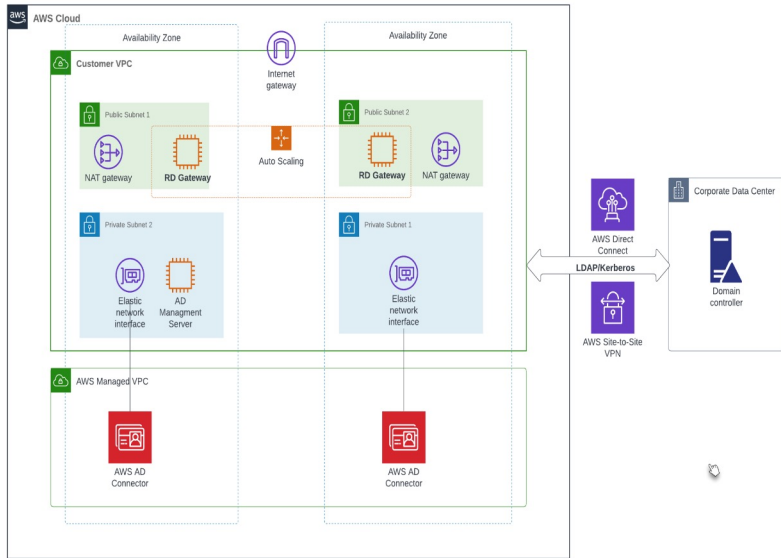 aws
AWS Cloud
Availability Zone
Availability Zone
Customer VPC
Internet
gateway
Public Subnet 1
NAT gateway
RD Gateway
Auto Scaling
Public Subnet 2
RD Gateway
NAT gateway
Private Subnet 2
Elastic
network
interface
AD
Managment
Server
Private Subnet 1
Elastic
network
interface
AWS Managed VPC
AWS AD
Connector
AWS AD
Connector
AWS Direct
Connect
LDAP/Kerberos
AWS Site-to-Site
VPN
Corporate Data Center
Domain
controller